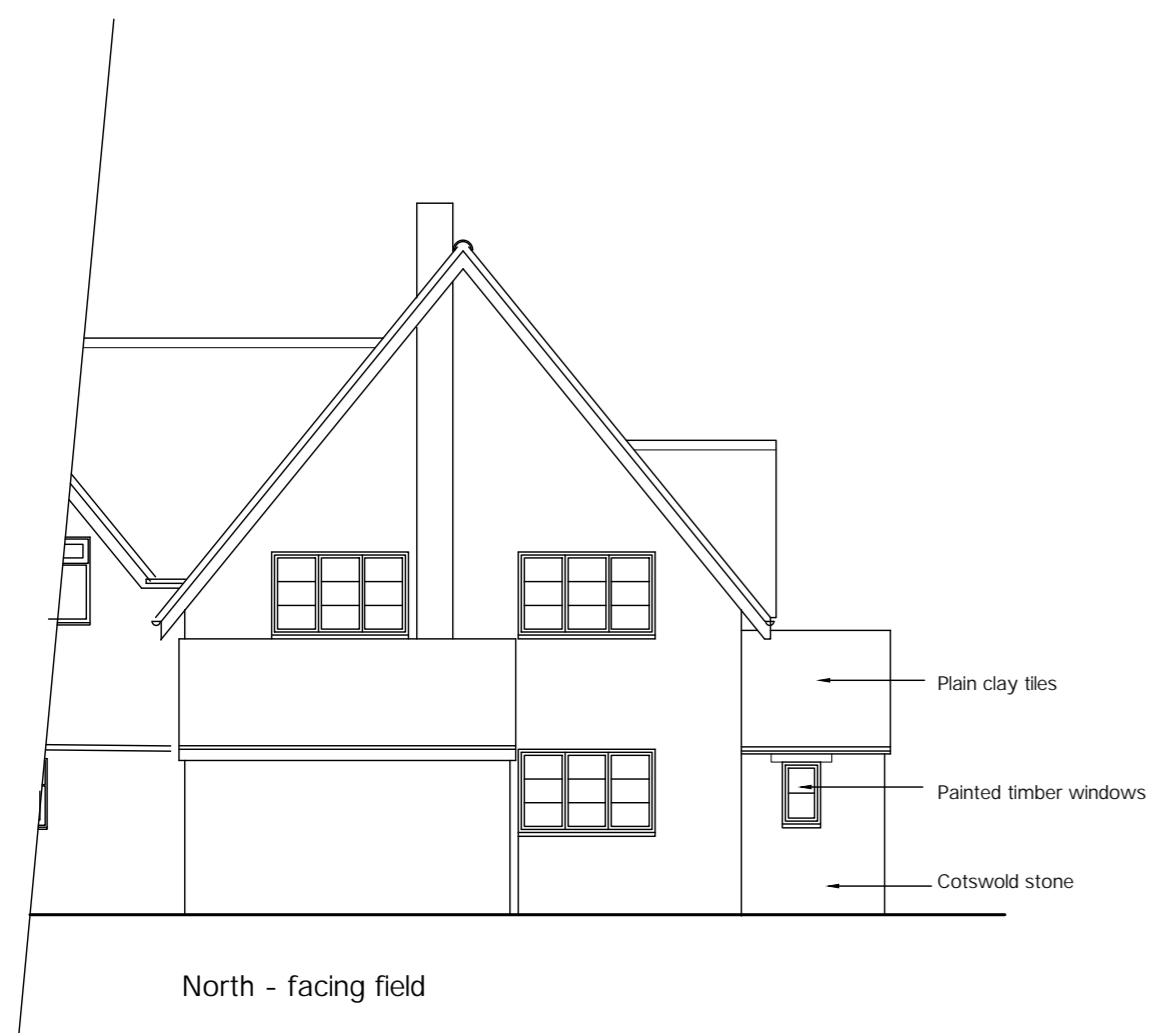 Plain clay tiles
Painted timber windows
Cotswold stone
North - facing field